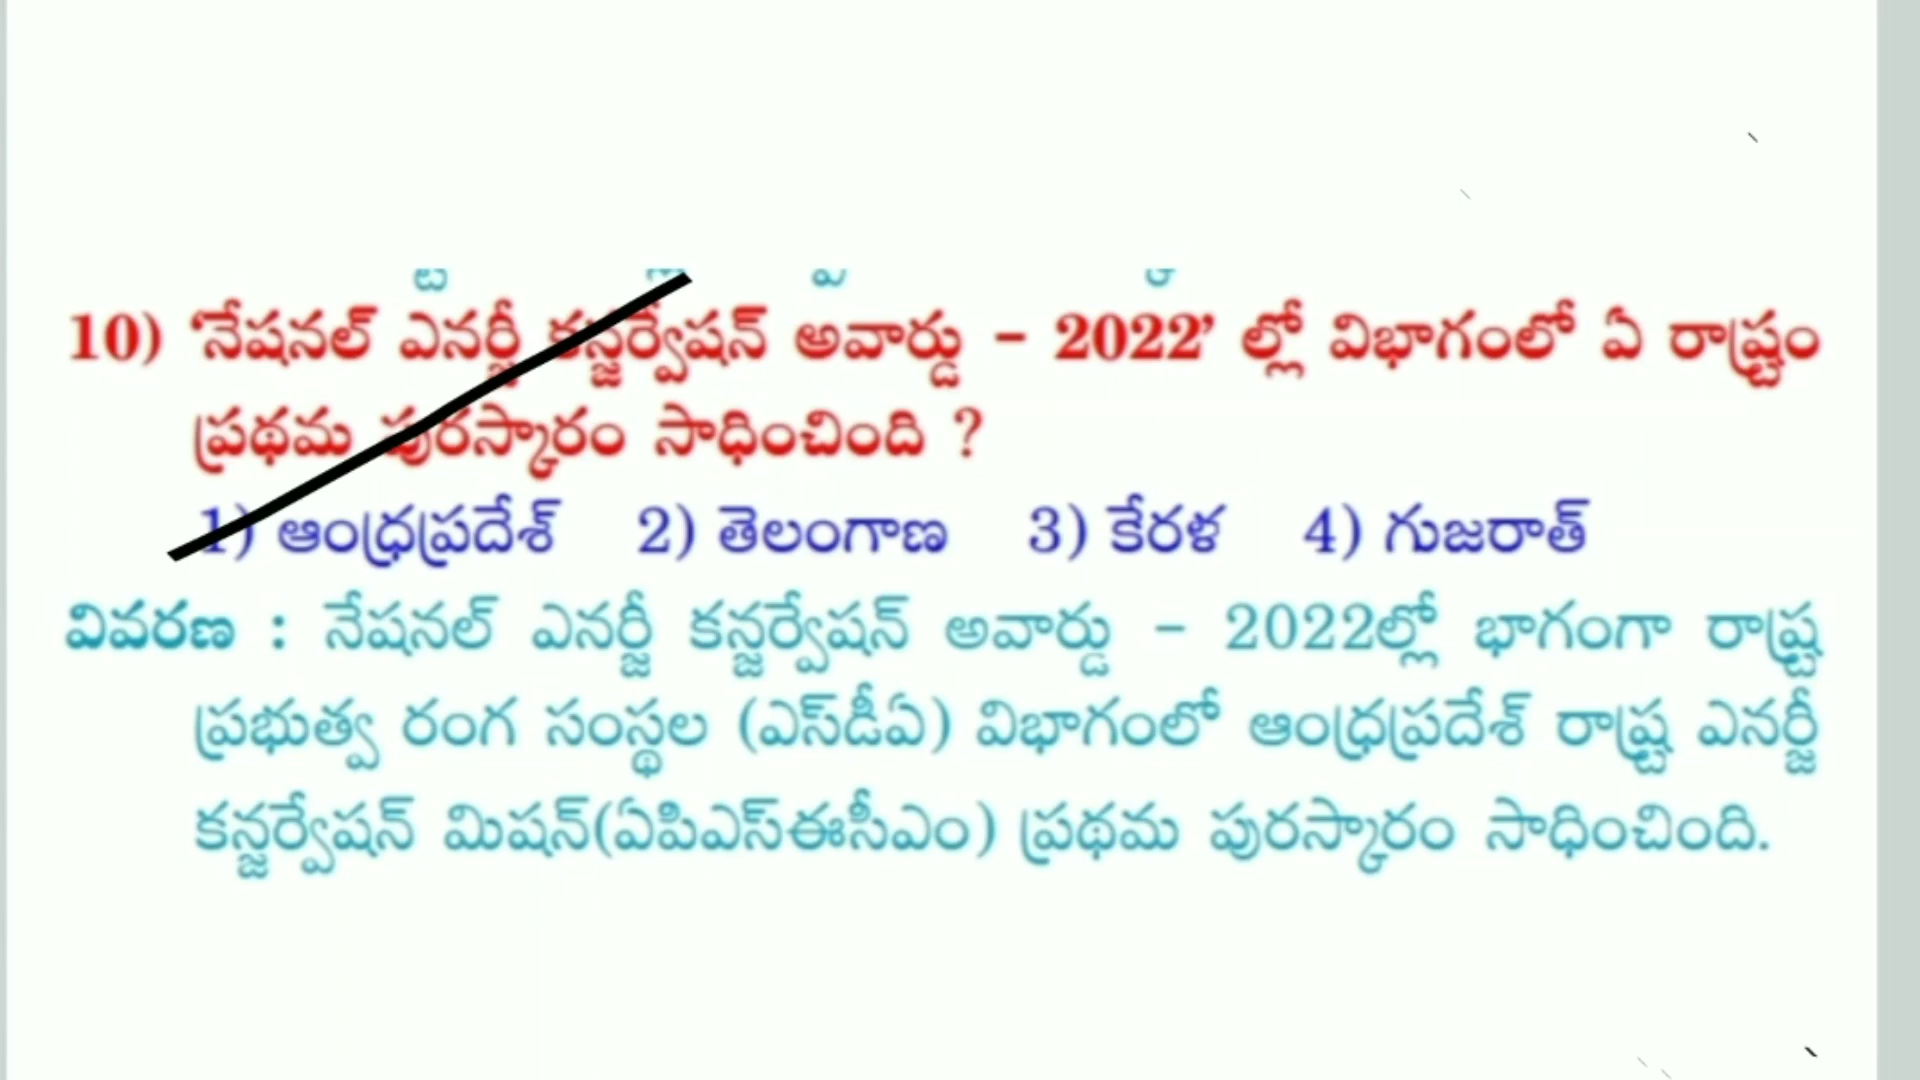 10) ‘నేషనల్ ఎనర్జీ కన్జర్వేషన్ అవార్డు – 2022’ ల్లో విభాగంలో ఏ రాష్ట్రం
ప్రథమ పురస్కారం సాధించింది ?
1) ఆంధ్రప్రదేశ్ 2) తెలంగాణ 3) కేరళ 4) గుజరాత్
వివరణ : నేషనల్ ఎనర్జీ కన్జర్వేషన్ అవార్డు – 2022ల్లో భాగంగా రాష్ట్ర
ప్రభుత్వ రంగ సంస్థల (ఎస్‌డీఏ) విభాగంలో ఆంధ్రప్రదేశ్ రాష్ట్ర ఎనర్జీ
కన్జర్వేషన్ మిషన్(ఏపిఎస్ఈసీఎం) ప్రథమ పురస్కారం సాధించింది.